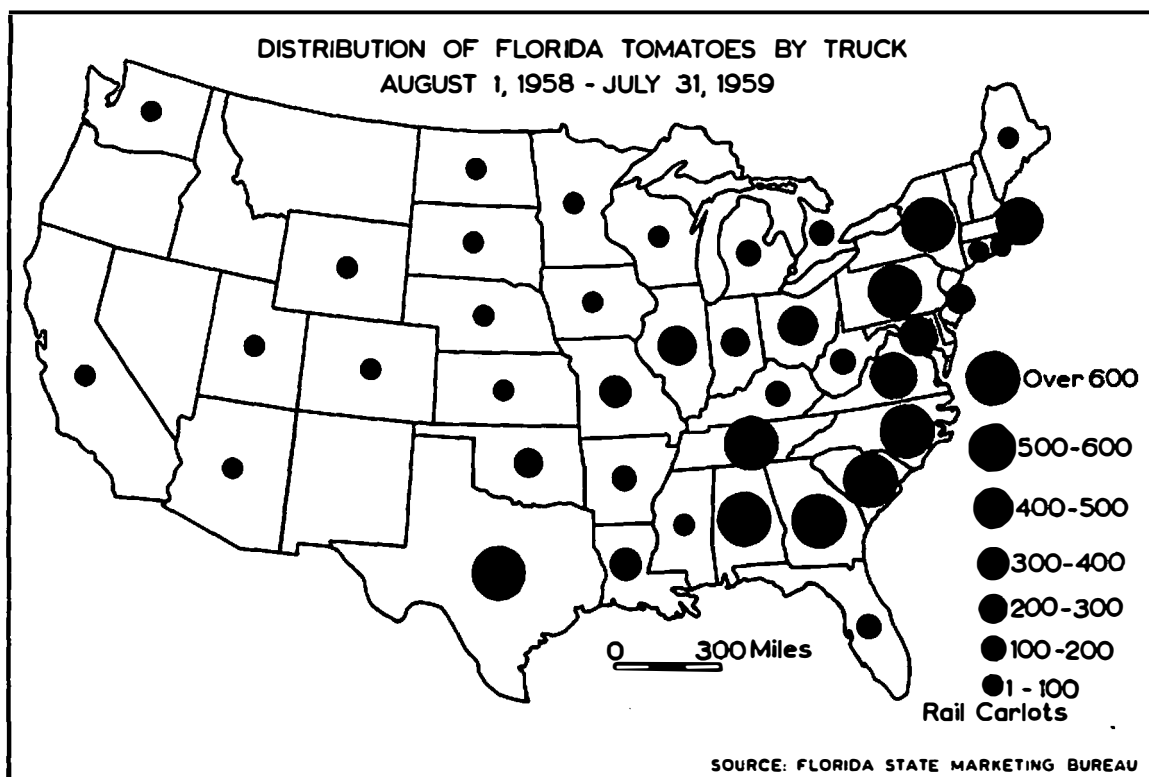 DISTRIBUTION OF FLORIDA TOMATOES BY TRUCK
AUGUST 1, 1958 - JULY 31, 1959
Over 600
500-600
400-500
300-400
200-300
100-200
1 - 100
Rail Carlots
0 300 Miles
SOURCE: FLORIDA STATE MARKETING BUREAU